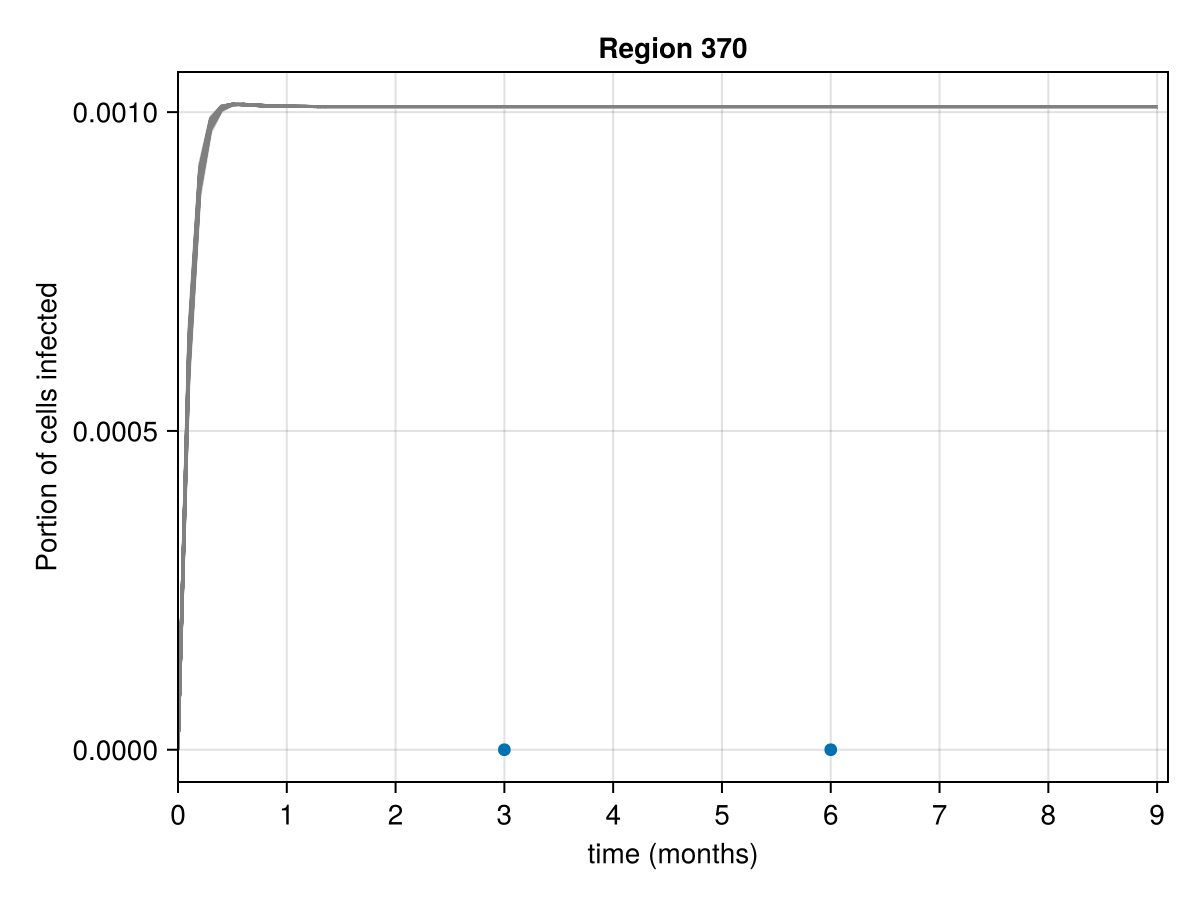 Region 370
Portion of cells infected
0.0010
0.0005
0.0000
0 1 2 3 4 5 6 7 8 9
time (months)